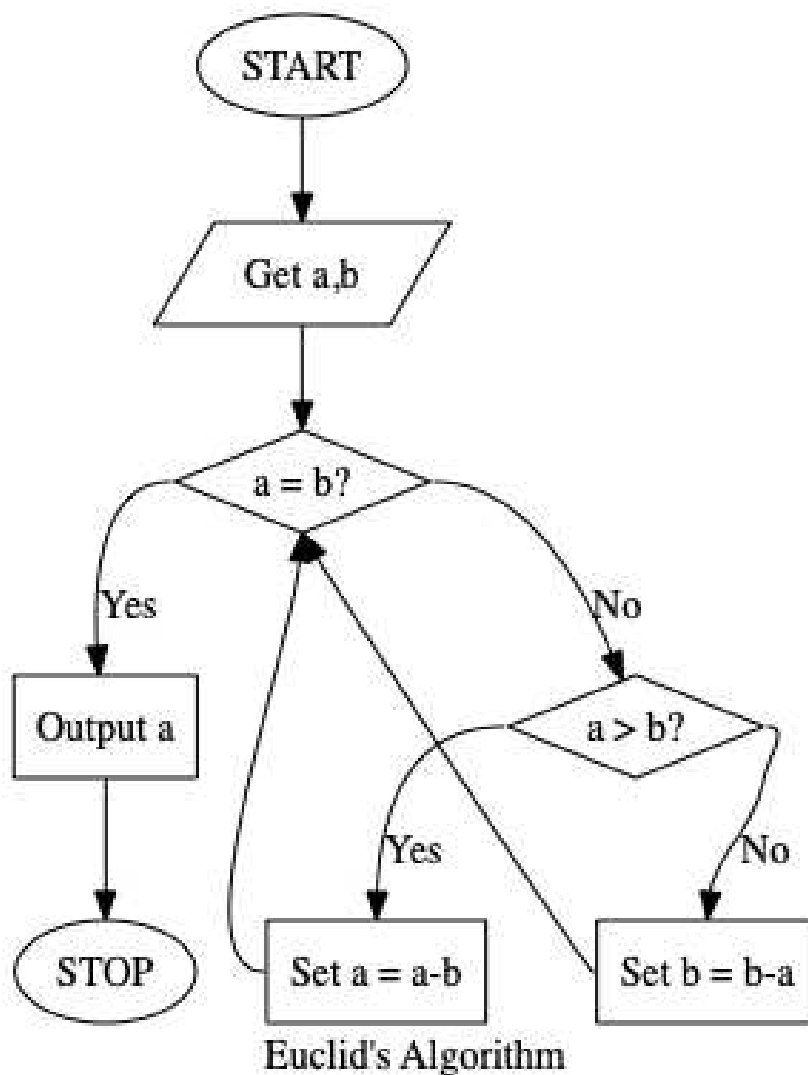 START
Get a,b
a = b?
Yes
No
Output a
a > b?
Yes
No
STOP
Set a = a-b
Set b = b-a
Euclid's Algorithm